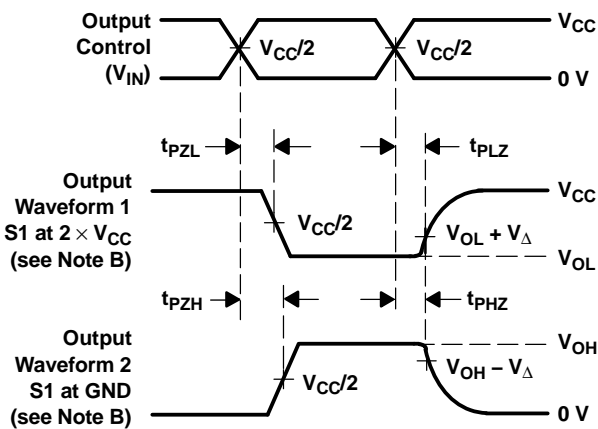 Output
Control
(VIN)
VCC/2
VCC/2
VCC
0 V
tPZL
tPLZ
Output
Waveform 1
S1 at 2 × VCC
(see Note B)
VCC/2
VCC
VOL + VΔ
VOL
tPZH
tPHZ
Output
Waveform 2
S1 at GND
(see Note B)
VCC/2
VOH
VOH − VΔ
0 V